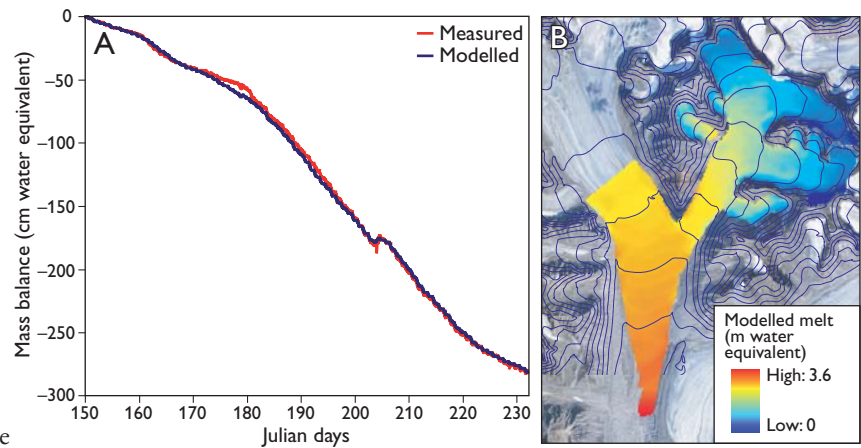 A
Measured
Modelled
Mass balance (cm water equivalent)
0
−50
−100
−150
−200
−250
−300
150
160
170
180
190
200
210
220
230
Julian days
B
Modelled melt
(m water
equivalent)
High: 3.6
Low: 0
e